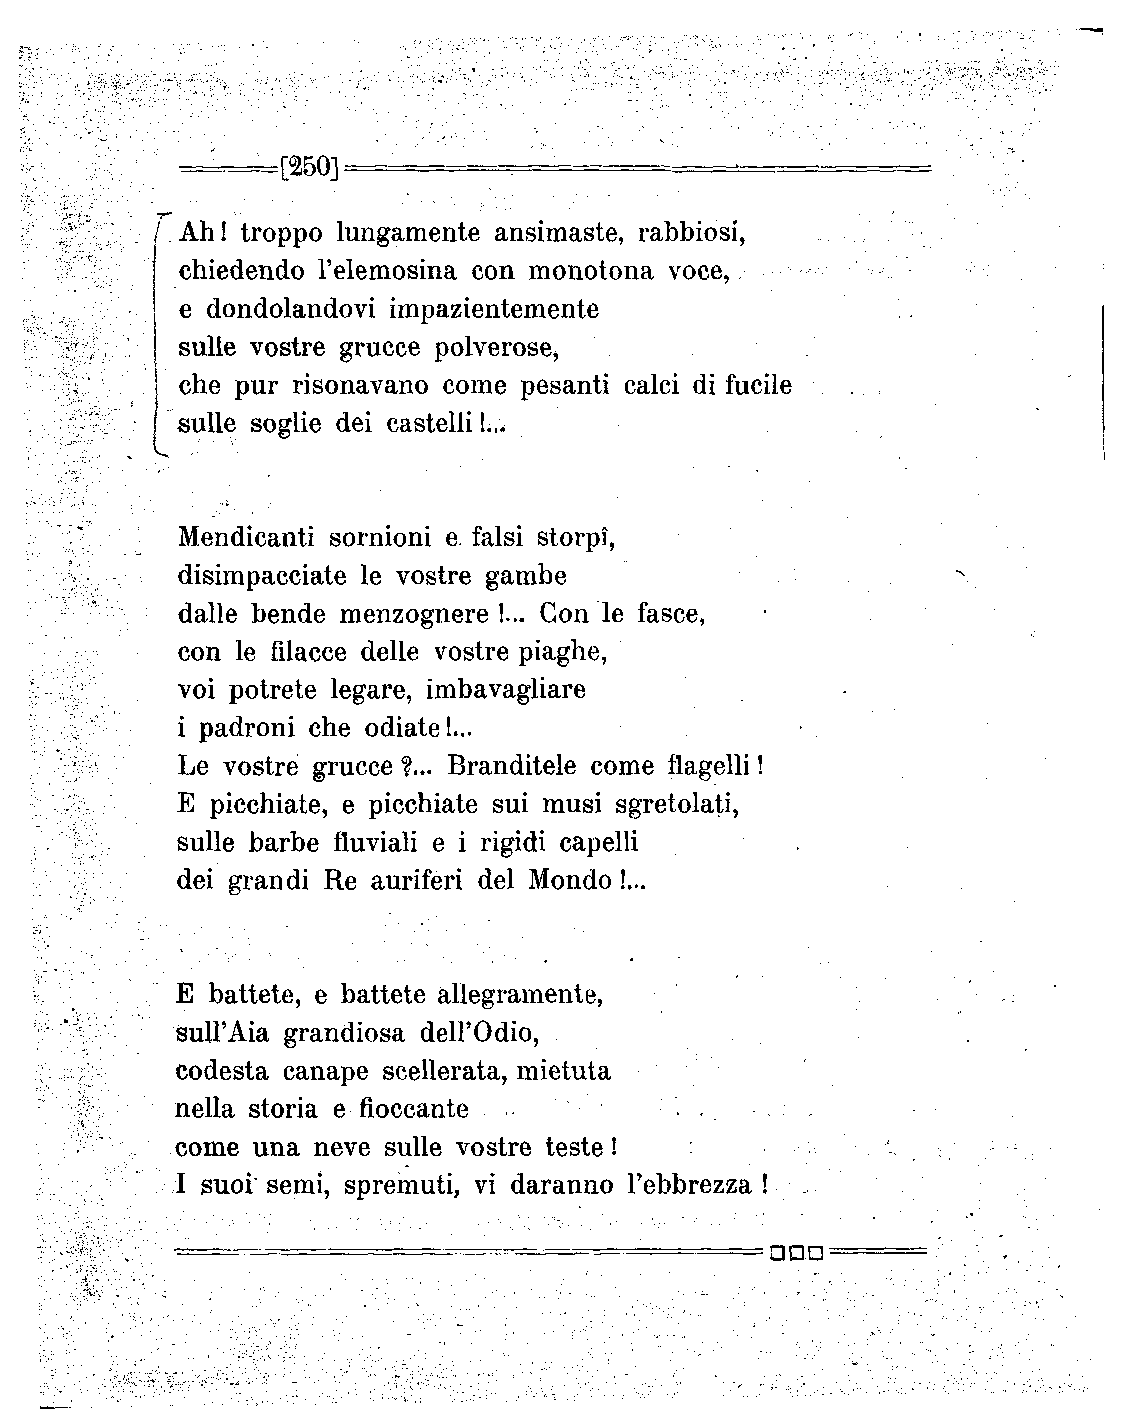 [250]
Ah! troppo lungamente ansimaste, rabbiosi,
chiedendo l'elemosina con monotona voce,
e dondolandovi impazientemente
sulle vostre grucce polverose,
che pur risonavano come pesanti calci di fucile
sulle soglie dei castelli!...
Mendicanti sornioni e falsi storpî,
disimpacciate le vostre gambe
dalle bende menzognere!... Con le fasce,
con le filacce delle vostre piaghe,
voi potrete legare, imbavagliare
i padroni che odiate!...
Le vostre grucce?... Branditele come flagelli!
E picchiate, e picchiate sui musi sgretolati,
sulle barbe fluviali e i rigidi capelli
dei grandi Re auriferi del Mondo!...
E battete, e battete allegramente,
sull'Aia grandiosa dell'Odio,
codesta canape scellerata, mietuta
nella storia e fioccante
come una neve sulle vostre teste!
I suoi semi, spremuti, vi daranno l'ebbrezza!